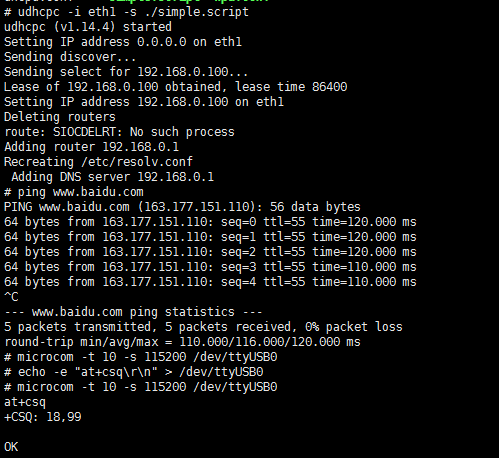 # udhcpc -i eth1 -s ./simple.script
udhcpc (v1.14.4) started
Setting IP address 0.0.0.0 on eth1
Sending discover...
Sending select for 192.168.0.100...
Lease of 192.168.0.100 obtained, lease time 86400
Setting IP address 192.168.0.100 on eth1
Deleting routers
route: SIOCDELRT: No such process
Adding router 192.168.0.1
Recreating /etc/resolv.conf
 Adding DNS server 192.168.0.1
# ping www.baidu.com
PING www.baidu.com (163.177.151.110): 56 data bytes
64 bytes from 163.177.151.110: seq=0 ttl=55 time=120.000 ms
64 bytes from 163.177.151.110: seq=1 ttl=55 time=120.000 ms
64 bytes from 163.177.151.110: seq=2 ttl=55 time=120.000 ms
64 bytes from 163.177.151.110: seq=3 ttl=55 time=110.000 ms
64 bytes from 163.177.151.110: seq=4 ttl=55 time=110.000 ms
^C
--- www.baidu.com ping statistics ---
5 packets transmitted, 5 packets received, 0% packet loss
round-trip min/avg/max = 110.000/116.000/120.000 ms
# microcom -t 10 -s 115200 /dev/ttyUSB0
# echo -e "at+csq\r\n" > /dev/ttyUSB0
# microcom -t 10 -s 115200 /dev/ttyUSB0
at+csq
+CSQ: 18,99
OK